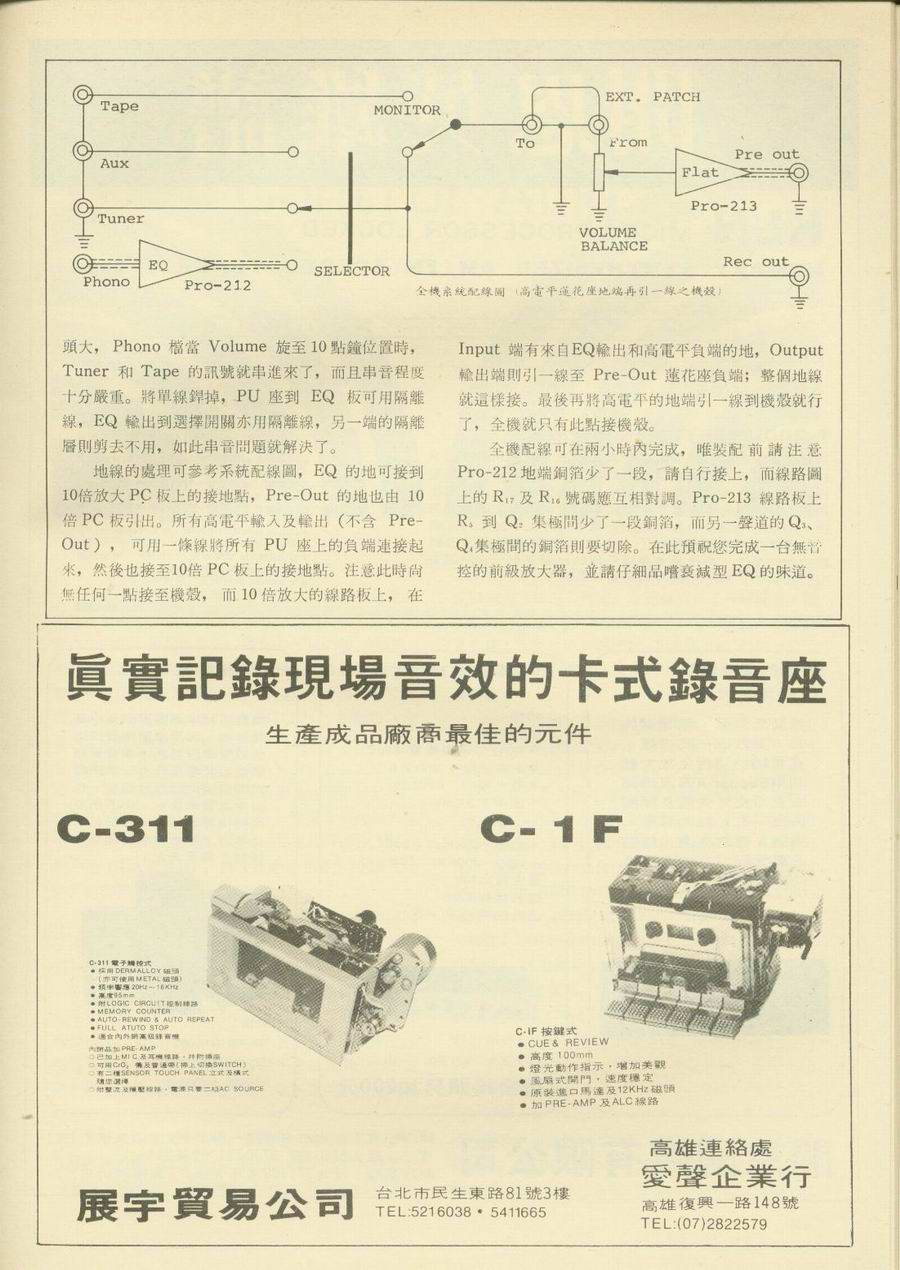 Tape
MONITOR
EXT. PATCH
To
From
Aux
Flat
Pre out
Pro-213
Tuner
VOLUME
BALANCE
EQ
Phono
Pro-212
SELECTOR
Rec out
全機系統配線圖(高電平蓮花座地端再引一線之機殼)
頭大,Phono 檔當 Volume 旋至10點鐘位置時,
Tuner 和 Tape 的訊號就串進來了,而且串音程度
十分嚴重。將單線銲掉,PU 座到 EQ 板可用隔離
線,EQ 輸出到選擇開關亦用隔離線,另一端的隔離
層則剪去不用,如此串音問題就解決了。
地線的處理可參考系統配線圖,EQ 的地可接到
10倍放大 PC 板上的接地點,Pre-Out 的地也由 10
倍 PC 板引出。所有高電平輸入及輸出(不含 Pre-
Out),可用一條線將所有 PU 座上的負端連接起
來,然後也接至10倍 PC 板上的接地點。注意此時尚
無任何一點接至機殼,而 10 倍放大的線路板上,在
Input 端有來自EQ輸出和高電平負端的地,Output
輸出端則引一線至 Pre-Out 蓮花座負端;整個地線
就這樣接。最後再將高電平的地端引一線到機殼就行
了,全機就只有此點接機殼。
全機配線可在兩小時內完成,唯裝配前請注意
Pro-212 地端銅箔少了一段,請自行接上,而線路圖
上的 R₁₇ 及 R₁₆ 號碼應互相對調。Pro-213 線路板上
R₅ 到 Q₂ 集極間少了一段銅箔,而另一聲道的 Q₃、
Q₄集極間的銅箔則要切除。在此預祝您完成一台無音
控的前級放大器,並請仔細品嚐衰減型 EQ 的味道。
眞實記錄現場音效的卡式錄音座
生產成品廠商最佳的元件
C-311
C-311 電子觸控式
● 採用DERMALLOY磁頭
(亦可使用METAL磁頭)
● 頻率響應20Hz~16KHz
● 高度95mm
● 附LOGIC CIRCUIT控制線路
● MEMORY COUNTER
● AUTO-REWIND & AUTO REPEAT
● FULL ATUTO STOP
● 適合內外銷高級錄音機
內附品加PRE-AMP
○ 已加上MIC及耳機線路,并附插座
○ 可用CrO₂ 儀及普通帶(掛上切換SWITCH)
○ 有二種SENSOR TOUCH PANEL立式及橫式
隨您選擇
○ 附整流及穩壓線路,電源只要二組AC SOURCE
C-1F
C-IF 按鍵式
● CUE & REVIEW
● 高度 100mm
● 燈光動作指示,增加美觀
● 風扇式開門,速度穩定
● 原裝進口馬達及12KHz磁頭
● 加PRE-AMP及ALC線路
展宇貿易公司
台北市民生東路81號3樓
TEL:5216038 • 5411665
高雄連絡處
愛聲企業行
高雄復興一路148號
TEL:(07)2822579